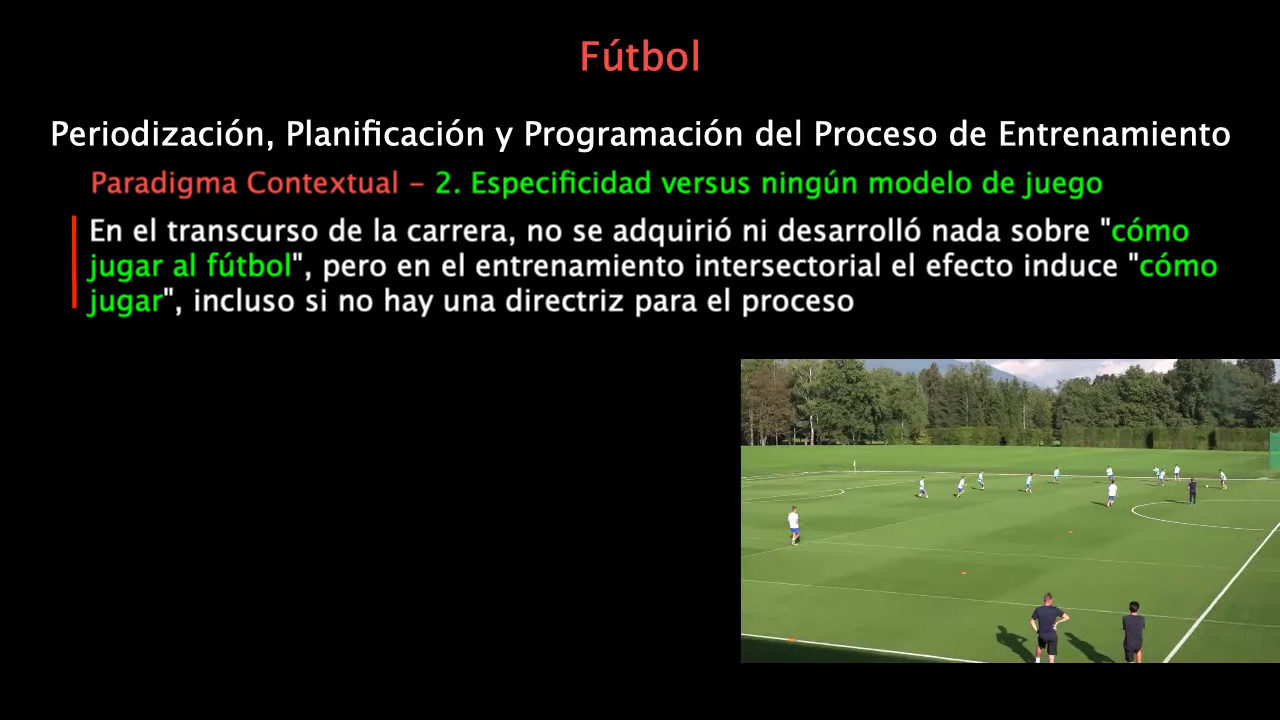 Fútbol
Periodización, Planificación y Programación del Proceso de Entrenamiento
Paradigma Contextual – 2. Especificidad versus ningún modelo de juego
En el transcurso de la carrera, no se adquirió ni desarrolló nada sobre "cómo
jugar al fútbol", pero en el entrenamiento intersectorial el efecto induce "cómo
jugar", incluso si no hay una directriz para el proceso